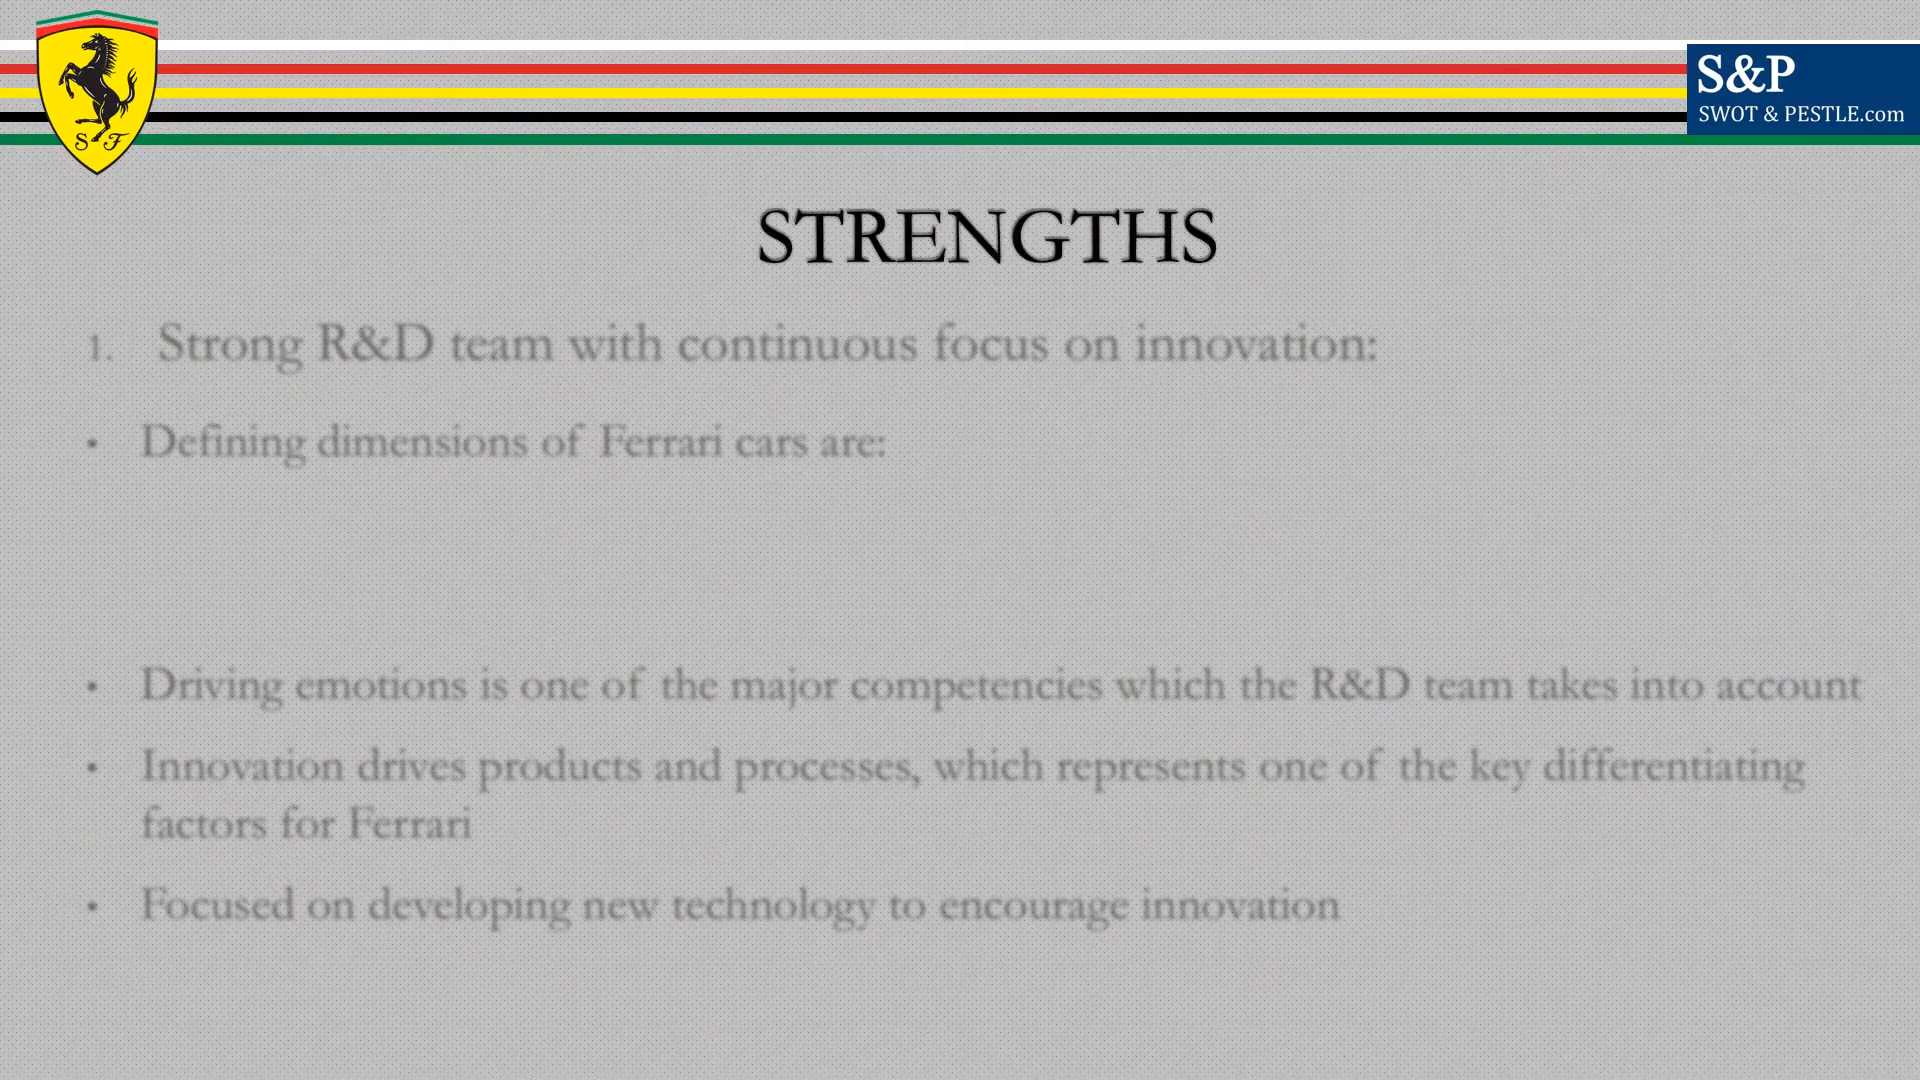 S F
S&P
SWOT & PESTLE.com
STRENGTHS
1. Strong R&D team with continuous focus on innovation:
• Defining dimensions of Ferrari cars are:
• Driving emotions is one of the major competencies which the R&D team takes into account
• Innovation drives products and processes, which represents one of the key differentiating
factors for Ferrari
• Focused on developing new technology to encourage innovation